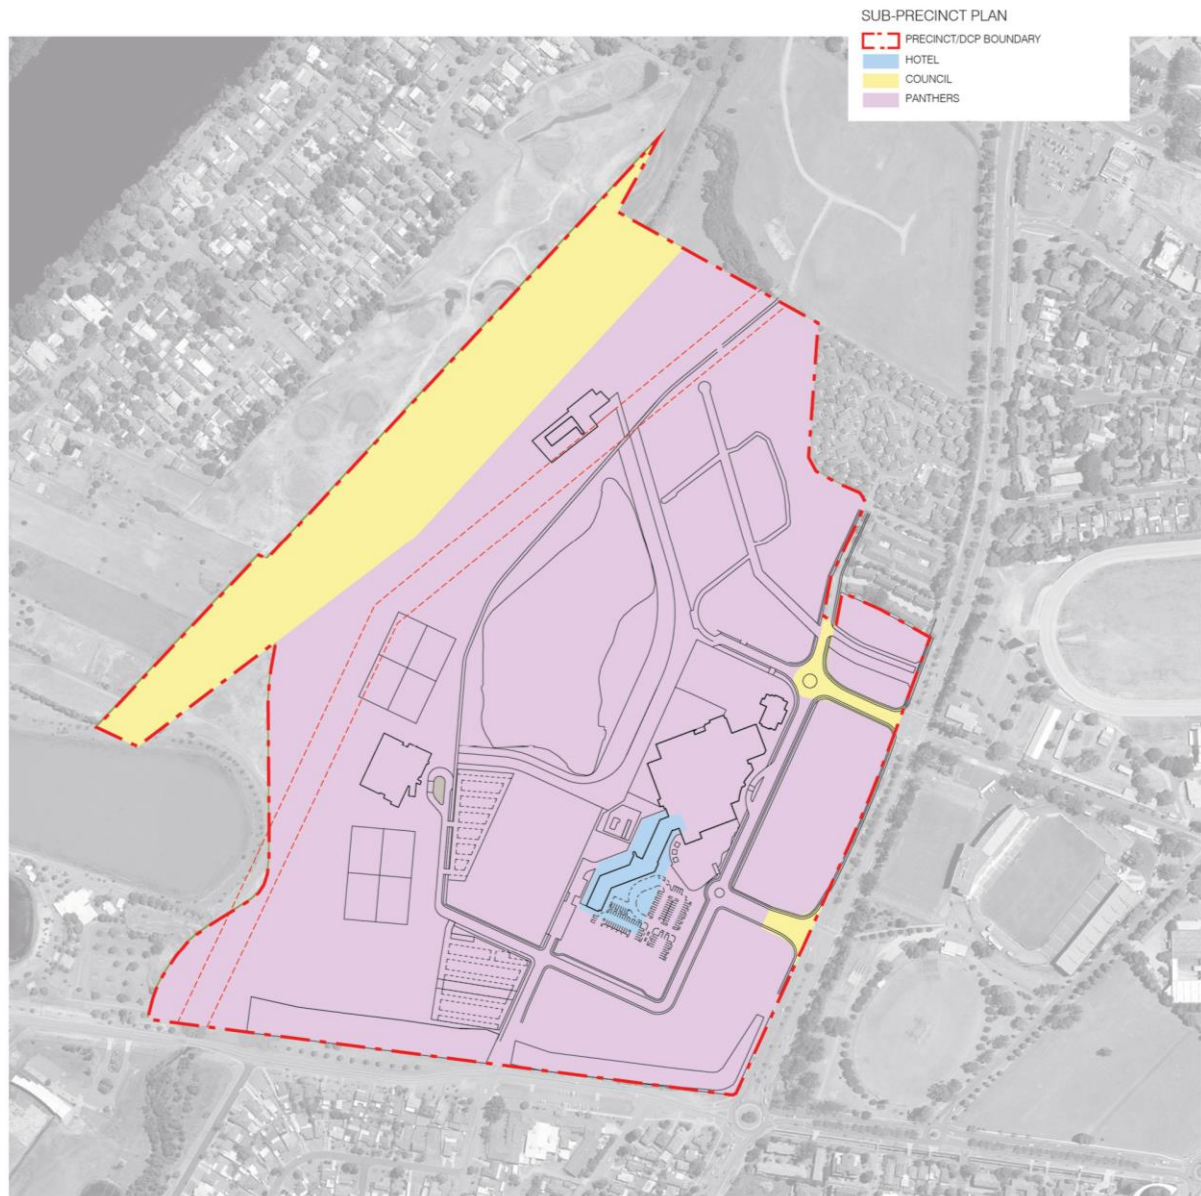 SUB-PRECINCT PLAN
PRECINCT/DCP BOUNDARY
HOTEL
COUNCIL
PANTHERS